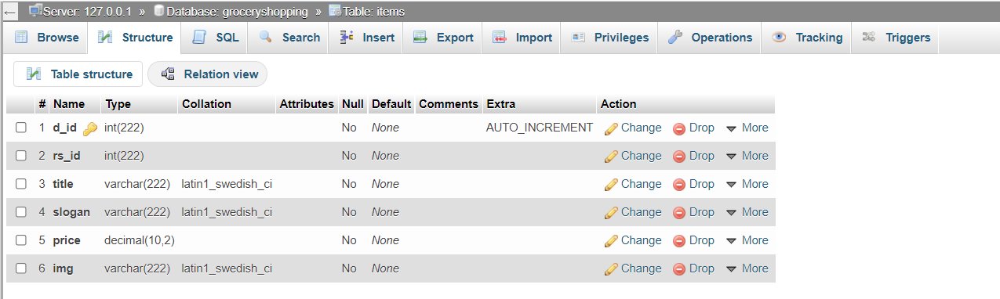 ← Server: 127.0.0.1 » Database: groceryshopping » Table: items
Browse Structure SQL Search Insert Export Import Privileges Operations Tracking Triggers
Table structure Relation view
# Name Type Collation Attributes Null Default Comments Extra Action
1 d_id int(222) No None AUTO_INCREMENT Change Drop More
2 rs_id int(222) No None Change Drop More
3 title varchar(222) latin1_swedish_ci No None Change Drop More
4 slogan varchar(222) latin1_swedish_ci No None Change Drop More
5 price decimal(10,2) No None Change Drop More
6 img varchar(222) latin1_swedish_ci No None Change Drop More